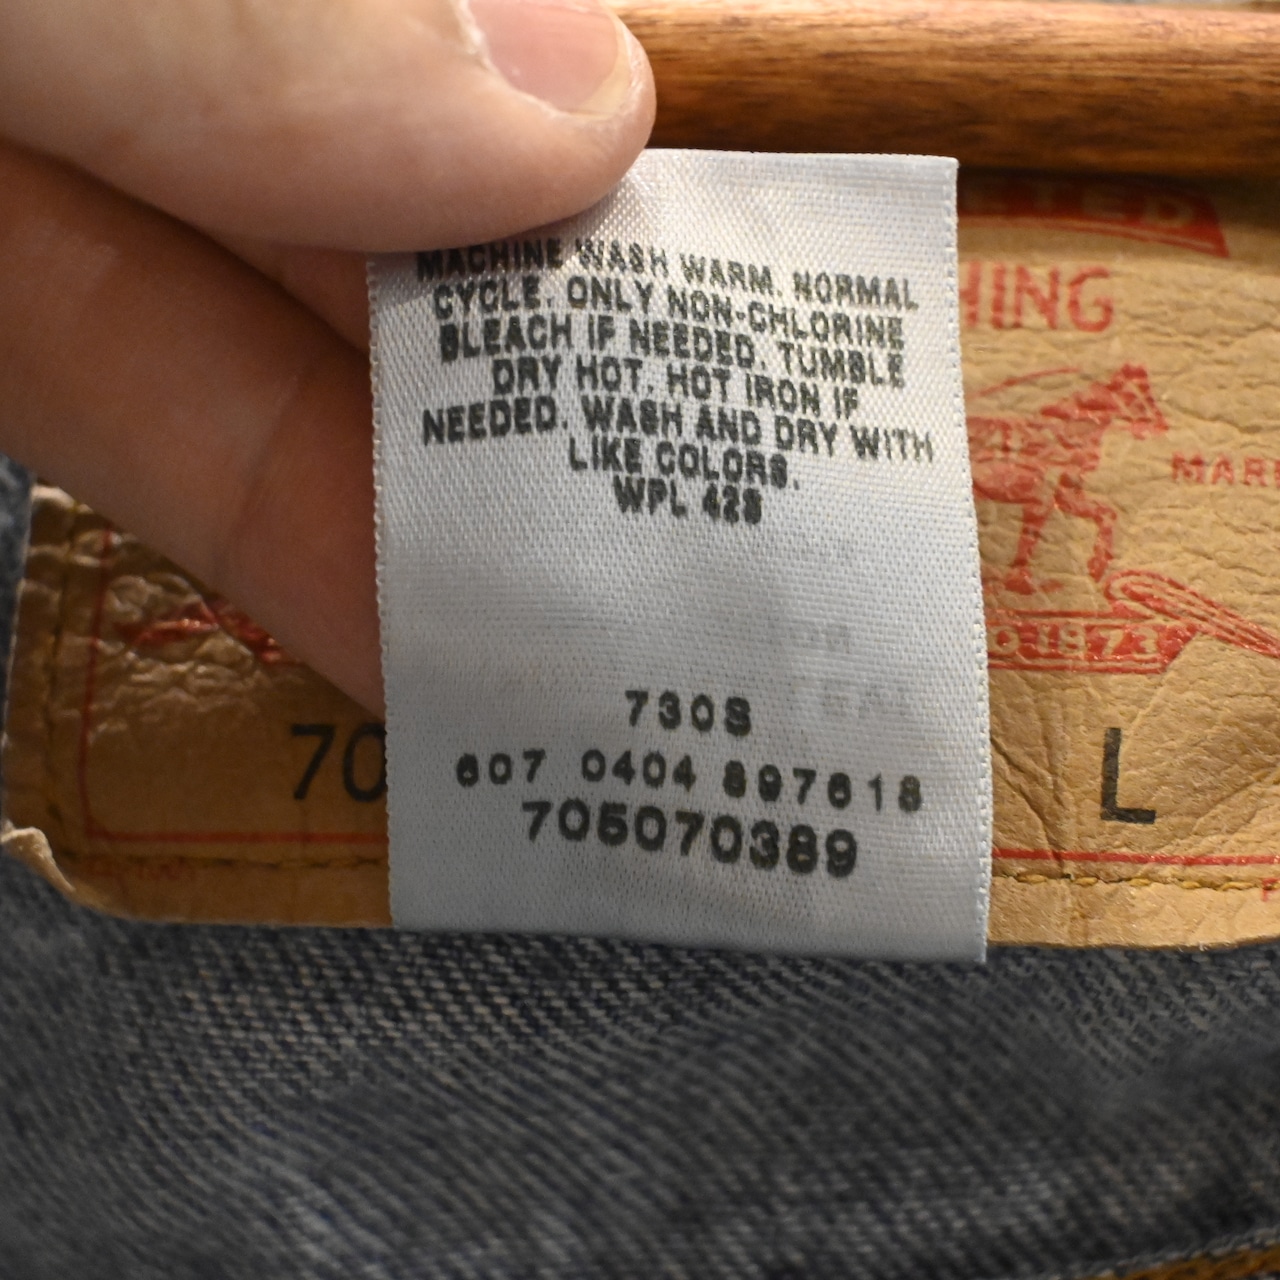 MACHINE WASH WARM. NORMAL
CYCLE. ONLY NON-CHLORINE
BLEACH IF NEEDED. TUMBLE
DRY HOT. HOT IRON IF
NEEDED. WASH AND DRY WITH
LIKE COLORS.
WPL 423
730S
607 0404 897618
705070389
HING
1873
70
L